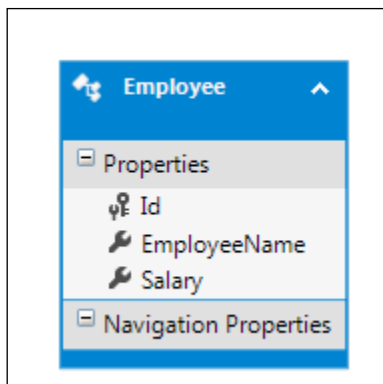 Employee
Properties
Id
EmployeeName
Salary
Navigation Properties